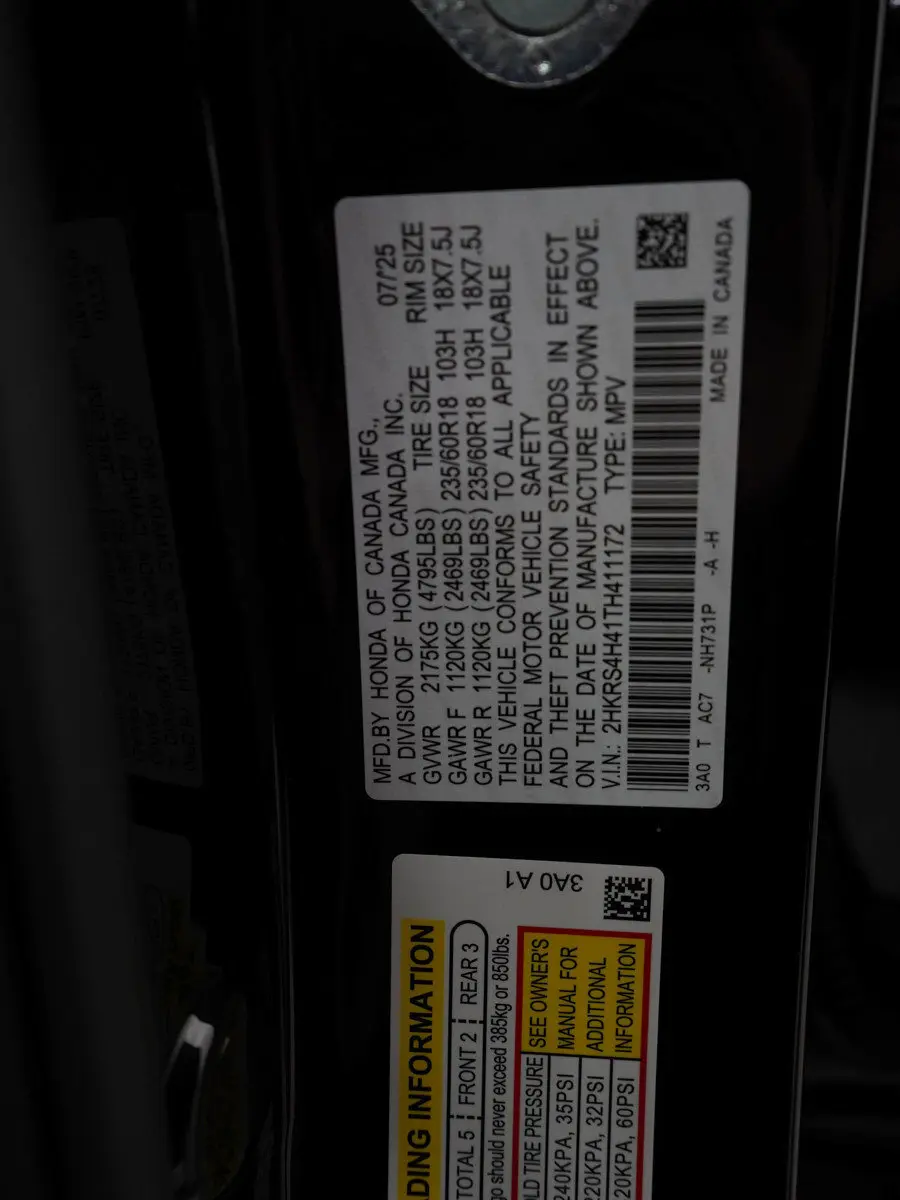 MFD.BY HONDA OF CANADA MFG., 07/'25
A DIVISION OF HONDA CANADA INC.
GVWR 2175KG (4795LBS) TIRE SIZE RIM SIZE
GAWR F 1120KG (2469LBS) 235/60R18 103H 18X7.5J
GAWR R 1120KG (2469LBS) 235/60R18 103H 18X7.5J
THIS VEHICLE CONFORMS TO ALL APPLICABLE
FEDERAL MOTOR VEHICLE SAFETY
AND THEFT PREVENTION STANDARDS IN EFFECT
ON THE DATE OF MANUFACTURE SHOWN ABOVE.
V.I.N.: 2HKRS4H41TH411172 TYPE: MPV
3A0 T AC7 -NH731P -A -H MADE IN CANADA
3A0 A1
ADING INFORMATION
TOTAL 5 FRONT 2 REAR 3
go should never exceed 385kg or 850lbs.
LD TIRE PRESSURE
240KPA, 35PSI
220KPA, 32PSI
20KPA, 60PSI
SEE OWNER'S
MANUAL FOR
ADDITIONAL
INFORMATION